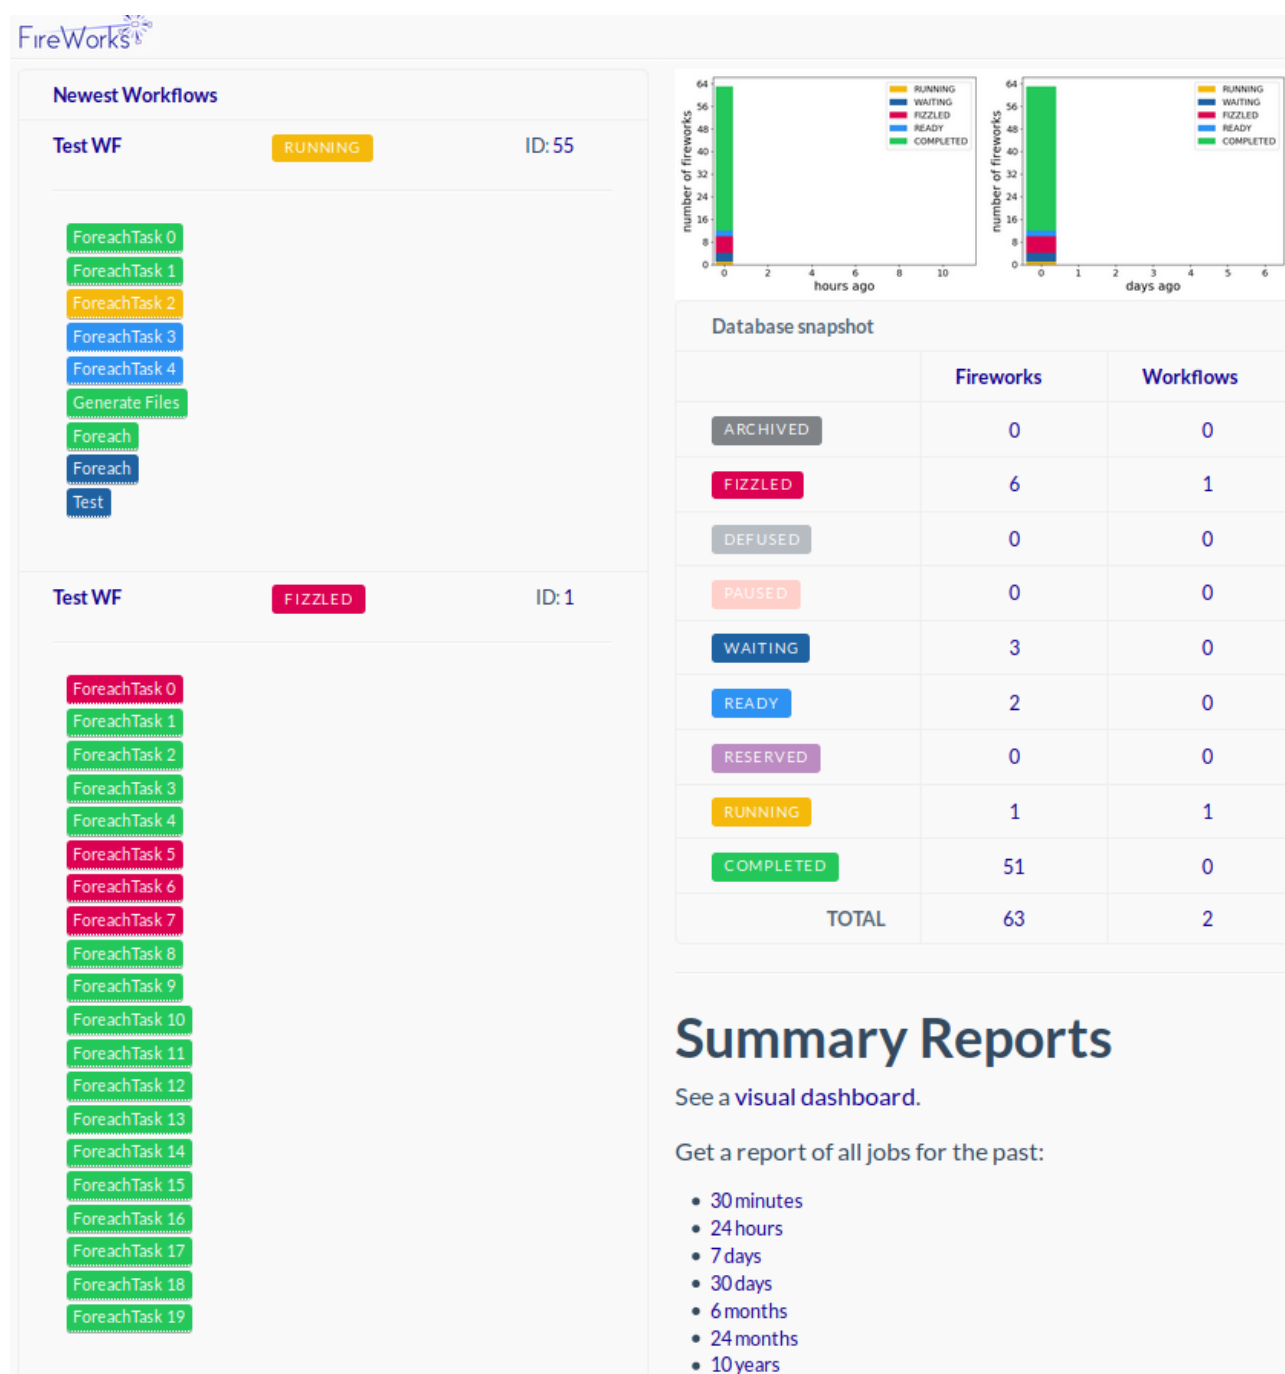 FireWorks
Newest Workflows
Test WF RUNNING ID: 55
ForeachTask 0
ForeachTask 1
ForeachTask 2
ForeachTask 3
ForeachTask 4
Generate Files
Foreach
Foreach
Test
Test WF FIZZLED ID: 1
ForeachTask 0
ForeachTask 1
ForeachTask 2
ForeachTask 3
ForeachTask 4
ForeachTask 5
ForeachTask 6
ForeachTask 7
ForeachTask 8
ForeachTask 9
ForeachTask 10
ForeachTask 11
ForeachTask 12
ForeachTask 13
ForeachTask 14
ForeachTask 15
ForeachTask 16
ForeachTask 17
ForeachTask 18
ForeachTask 19
number of fireworks
64
56
48
40
32
24
16
8
0
RUNNING
WAITING
FIZZLED
READY
COMPLETED
0 2 4 6 8 10
hours ago
number of fireworks
64
56
48
40
32
24
16
8
0
RUNNING
WAITING
FIZZLED
READY
COMPLETED
0 1 2 3 4 5 6
days ago
Database snapshot
Fireworks Workflows
ARCHIVED 0 0
FIZZLED 6 1
DEFUSED 0 0
PAUSED 0 0
WAITING 3 0
READY 2 0
RESERVED 0 0
RUNNING 1 1
COMPLETED 51 0
TOTAL 63 2
Summary Reports
See a visual dashboard.
Get a report of all jobs for the past:
• 30 minutes
• 24 hours
• 7 days
• 30 days
• 6 months
• 24 months
• 10 years